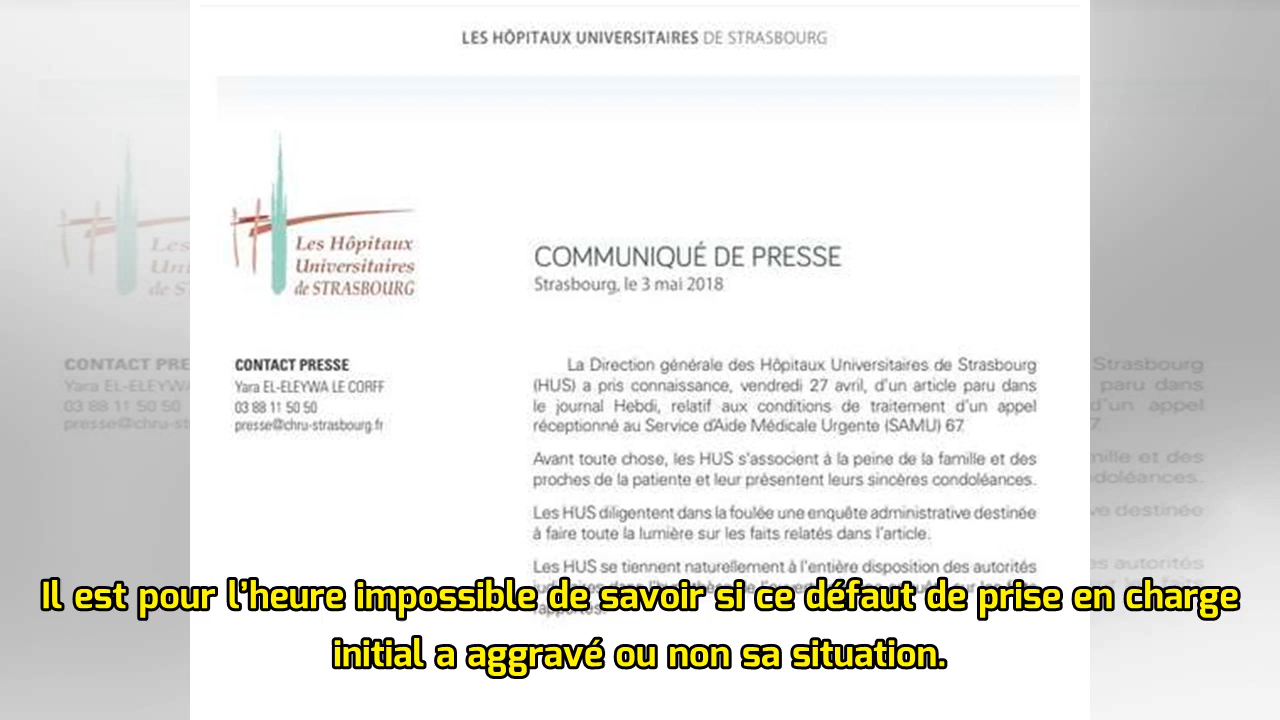 LES HÔPITAUX UNIVERSITAIRES DE STRASBOURG
Les Hôpitaux
Universitaires
de STRASBOURG
COMMUNIQUÉ DE PRESSE
Strasbourg, le 3 mai 2018
CONTACT PRESSE
Yara EL-ELEYWA LE CORFF
03 88 11 50 50
presse@chru-strasbourg.fr
La Direction générale des Hôpitaux Universitaires de Strasbourg
(HUS) a pris connaissance, vendredi 27 avril, d'un article paru dans
le journal Hebdi, relatif aux conditions de traitement d'un appel
réceptionné au Service d'Aide Médicale Urgente (SAMU) 67.
Avant toute chose, les HUS s'associent à la peine de la famille et des
proches de la patiente et leur présentent leurs sincères condoléances.
Les HUS diligentent dans la foulée une enquête administrative destinée
à faire toute la lumière sur les faits relatés dans l'article.
Les HUS se tiennent naturellement à l'entière disposition des autorités
rapportés.
Il est pour l'heure impossible de savoir si ce défaut de prise en charge
initial a aggravé ou non sa situation.